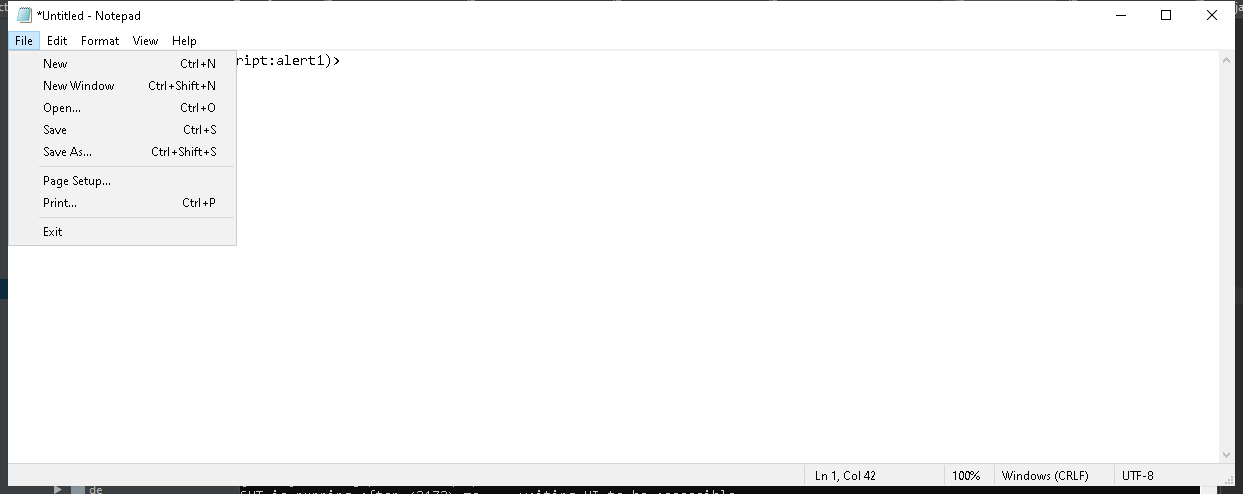 *Untitled - Notepad
File Edit Format View Help
ript:alert1)>
New Ctrl+N
New Window Ctrl+Shift+N
Open... Ctrl+O
Save Ctrl+S
Save As... Ctrl+Shift+S
Page Setup...
Print... Ctrl+P
Exit
Ln 1, Col 42 100% Windows (CRLF) UTF-8
de